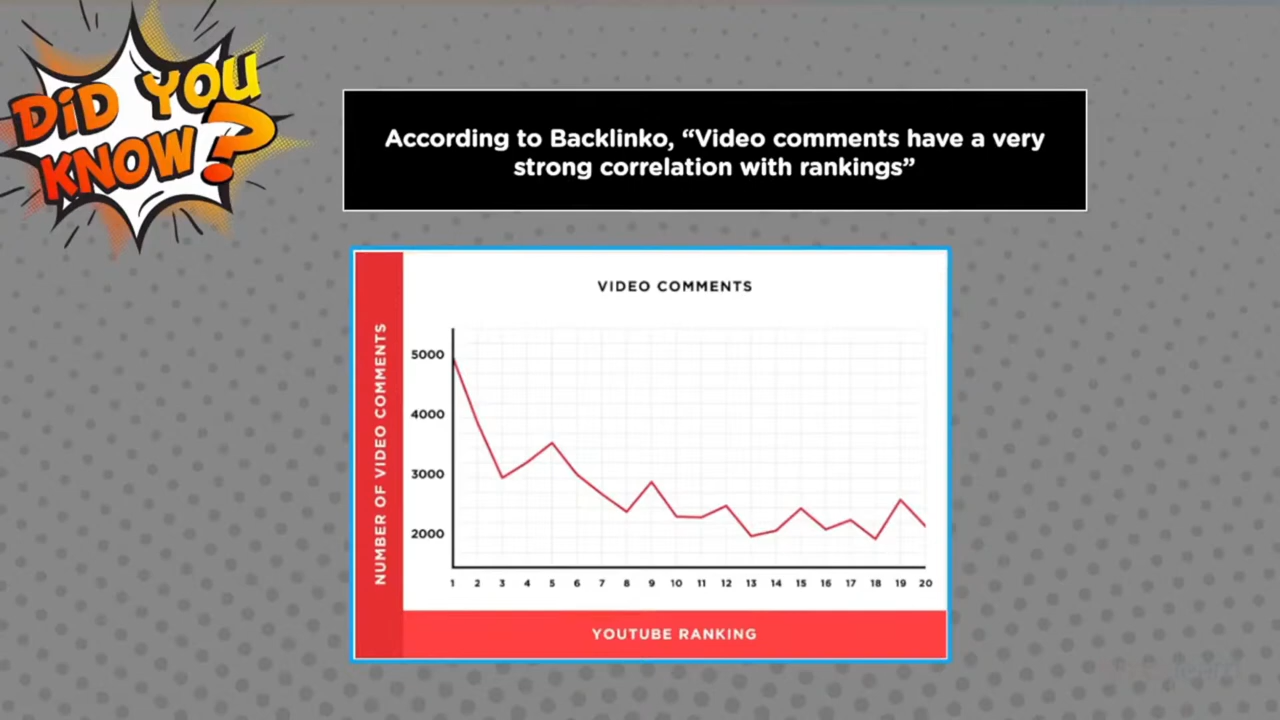 DiD YOU
KNOW?
According to Backlinko, “Video comments have a very
strong correlation with rankings”
VIDEO COMMENTS
NUMBER OF VIDEO COMMENTS
5000
4000
3000
2000
1 2 3 4 5 6 7 8 9 10 11 12 13 14 15 16 17 18 19 20
YOUTUBE RANKING